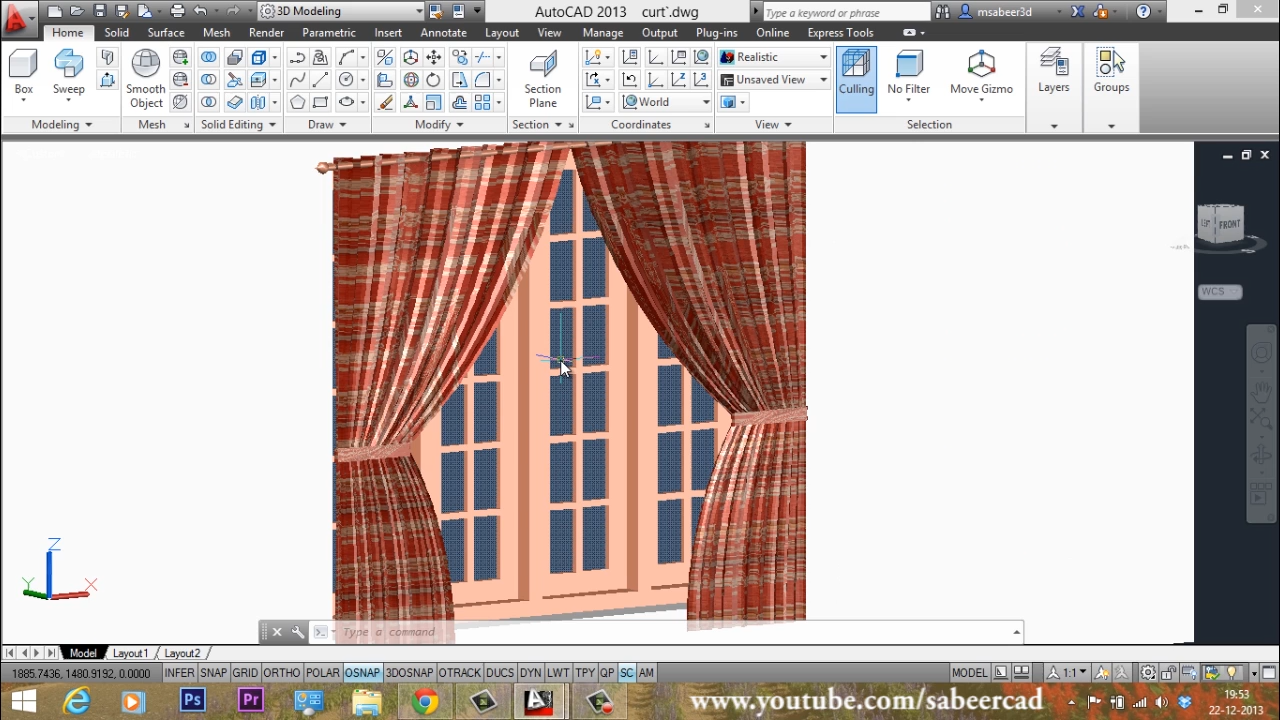 3D Modeling
AutoCAD 2013 curt`.dwg
Type a keyword or phrase
msabeer3d
Home Solid Surface Mesh Render Parametric Insert Annotate Layout View Manage Output Plug-ins Online Express Tools
Box Sweep Smooth Object Section Plane Realistic Unsaved View World Culling No Filter Move Gizmo Layers Groups
Modeling Mesh Solid Editing Draw Modify Section Coordinates View Selection
FRONT
WCS
Z
Y X
Type a command
Model Layout1 Layout2
1885.7436, 1480.9192, 0.0000 INFER SNAP GRID ORTHO POLAR OSNAP 3DOSNAP OTRACK DUCS DYN LWT TPY QP SC AM MODEL 1:1
Ps Pr www.youtube.com/sabeercad 19:53
22-12-2013